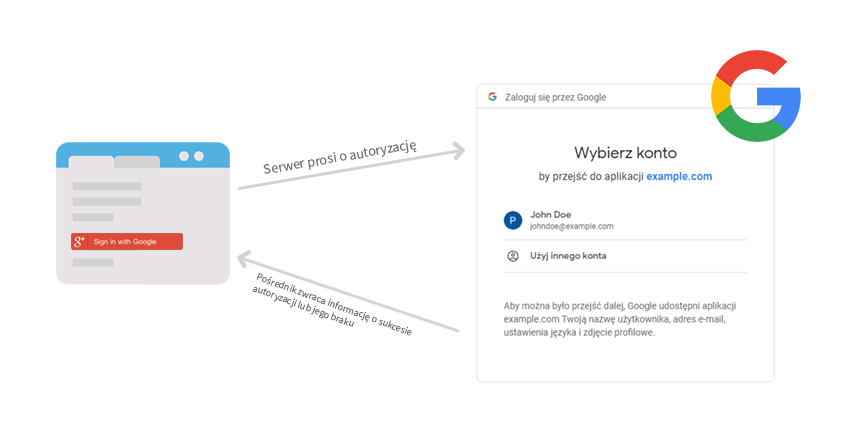 Zaloguj się przez Google
Serwer prosi o autoryzację
Wybierz konto
by przejść do aplikacji example.com
P
John Doe
johndoe@example.com
g+ Sign in with Google
Użyj innego konta
Pośrednik zwraca informację o sukcesie
autoryzacji lub jego braku
Aby można było przejść dalej, Google udostępni aplikacji
example.com Twoją nazwę użytkownika, adres e-mail,
ustawienia języka i zdjęcie profilowe.